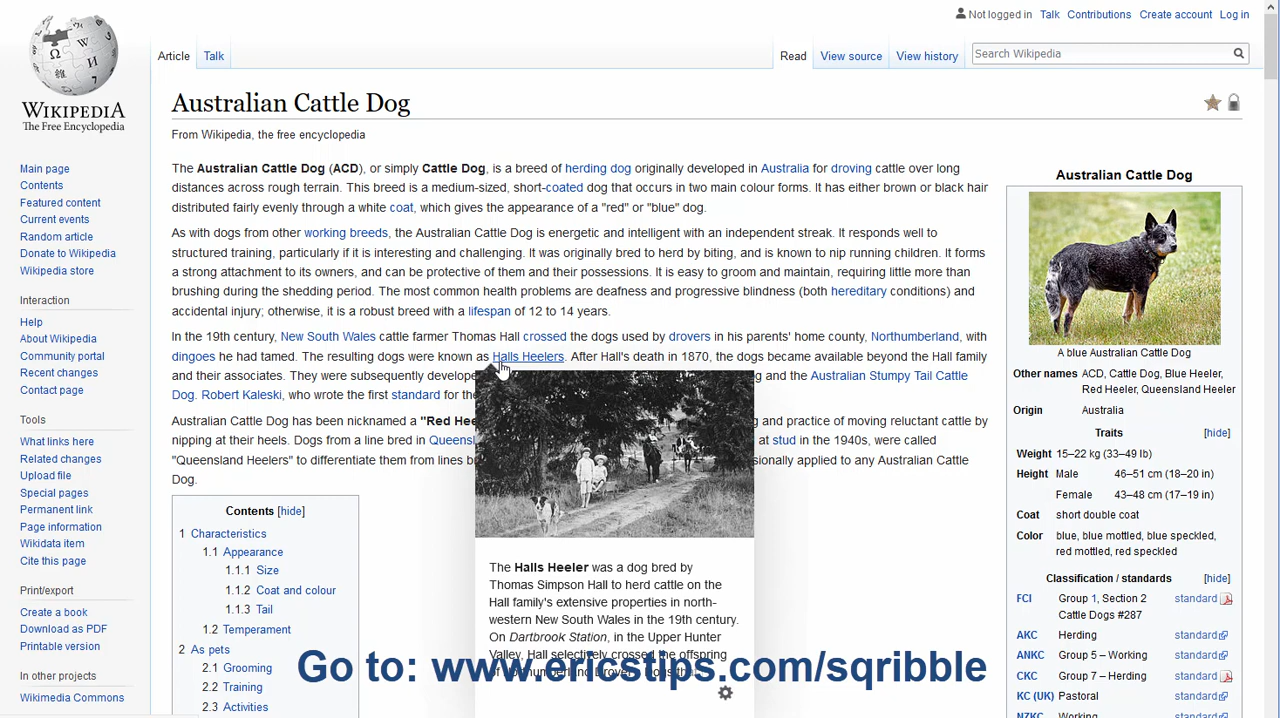 Not logged in Talk Contributions Create account Log in
Article Talk Read View source View history Search Wikipedia
WIKIPEDIA
The Free Encyclopedia
Main page
Contents
Featured content
Current events
Random article
Donate to Wikipedia
Wikipedia store
Interaction
Help
About Wikipedia
Community portal
Recent changes
Contact page
Tools
What links here
Related changes
Upload file
Special pages
Permanent link
Page information
Wikidata item
Cite this page
Print/export
Create a book
Download as PDF
Printable version
In other projects
Wikimedia Commons
Australian Cattle Dog
From Wikipedia, the free encyclopedia
The Australian Cattle Dog (ACD), or simply Cattle Dog, is a breed of herding dog originally developed in Australia for droving cattle over long
distances across rough terrain. This breed is a medium-sized, short-coated dog that occurs in two main colour forms. It has either brown or black hair
distributed fairly evenly through a white coat, which gives the appearance of a "red" or "blue" dog.
As with dogs from other working breeds, the Australian Cattle Dog is energetic and intelligent with an independent streak. It responds well to
structured training, particularly if it is interesting and challenging. It was originally bred to herd by biting, and is known to nip running children. It forms
a strong attachment to its owners, and can be protective of them and their possessions. It is easy to groom and maintain, requiring little more than
brushing during the shedding period. The most common health problems are deafness and progressive blindness (both hereditary conditions) and
accidental injury; otherwise, it is a robust breed with a lifespan of 12 to 14 years.
In the 19th century, New South Wales cattle farmer Thomas Hall crossed the dogs used by drovers in his parents' home county, Northumberland, with
dingoes he had tamed. The resulting dogs were known as Halls Heelers. After Hall's death in 1870, the dogs became available beyond the Hall family
and their associates. They were subsequently develope g and the Australian Stumpy Tail Cattle
Dog. Robert Kaleski, who wrote the first standard for the
Australian Cattle Dog has been nicknamed a "Red Hee g and practice of moving reluctant cattle by
nipping at their heels. Dogs from a line bred in Queensl at stud in the 1940s, were called
"Queensland Heelers" to differentiate them from lines b sionally applied to any Australian Cattle
Dog.
Contents [hide]
1 Characteristics
1.1 Appearance
1.1.1 Size
1.1.2 Coat and colour
1.1.3 Tail
1.2 Temperament
2 As pets
2.1 Grooming
2.2 Training
2.3 Activities
The Halls Heeler was a dog bred by
Thomas Simpson Hall to herd cattle on the
Hall family's extensive properties in north-
western New South Wales in the 19th century.
On Dartbrook Station, in the Upper Hunter
Valley, Hall selectively crossed the offspring
Go to: www.ericstips.com/sqribble
Australian Cattle Dog
A blue Australian Cattle Dog
Other names ACD, Cattle Dog, Blue Heeler,
Red Heeler, Queensland Heeler
Origin Australia
Traits [hide]
Weight 15–22 kg (33–49 lb)
Height Male 46–51 cm (18–20 in)
Female 43–48 cm (17–19 in)
Coat short double coat
Color blue, blue mottled, blue speckled,
red mottled, red speckled
Classification / standards [hide]
FCI Group 1, Section 2 standard
Cattle Dogs #287
AKC Herding standard
ANKC Group 5 – Working standard
CKC Group 7 – Herding standard
KC (UK) Pastoral standard
NZKC Working standard